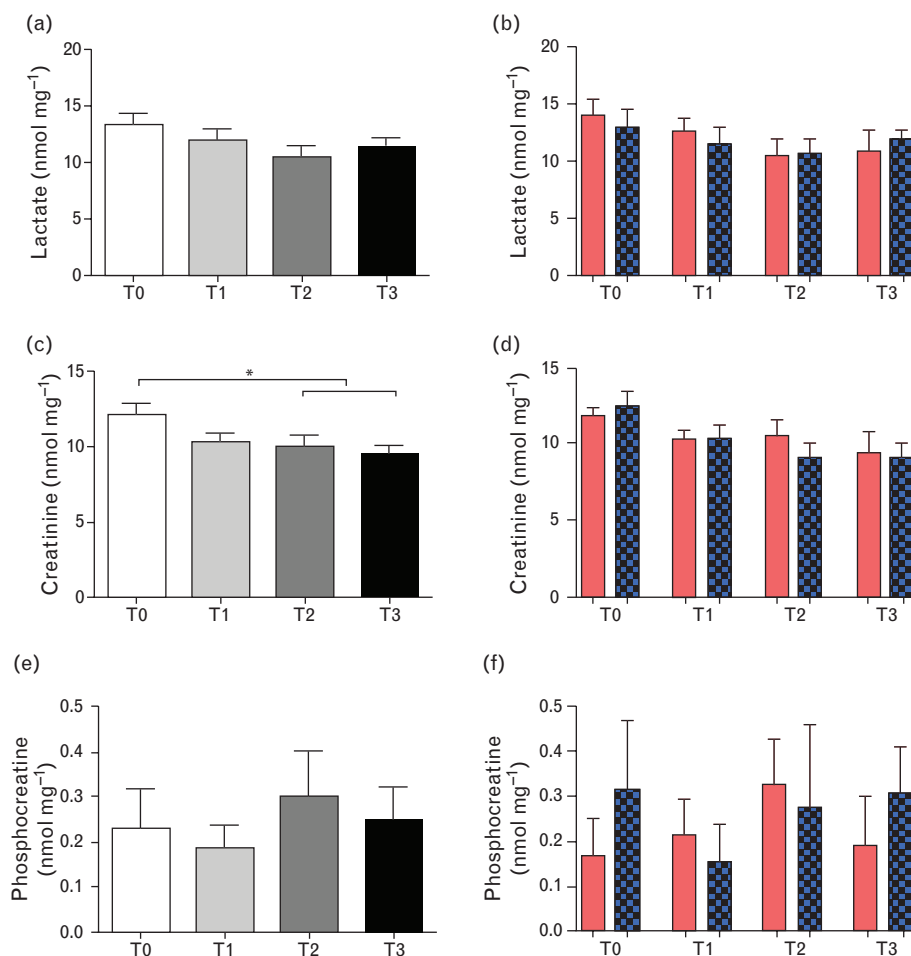 (a)
Lactate (nmol mg⁻¹)
20
15
10
5
0
T0 T1 T2 T3
(b)
Lactate (nmol mg⁻¹)
20
15
10
5
0
T0 T1 T2 T3
(c)
Creatinine (nmol mg⁻¹)
15
10
5
0
*
T0 T1 T2 T3
(d)
Creatinine (nmol mg⁻¹)
15
10
5
0
T0 T1 T2 T3
(e)
Phosphocreatine
(nmol mg⁻¹)
0.5
0.4
0.3
0.2
0.1
0.0
T0 T1 T2 T3
(f)
Phosphocreatine
(nmol mg⁻¹)
0.5
0.4
0.3
0.2
0.1
0.0
T0 T1 T2 T3